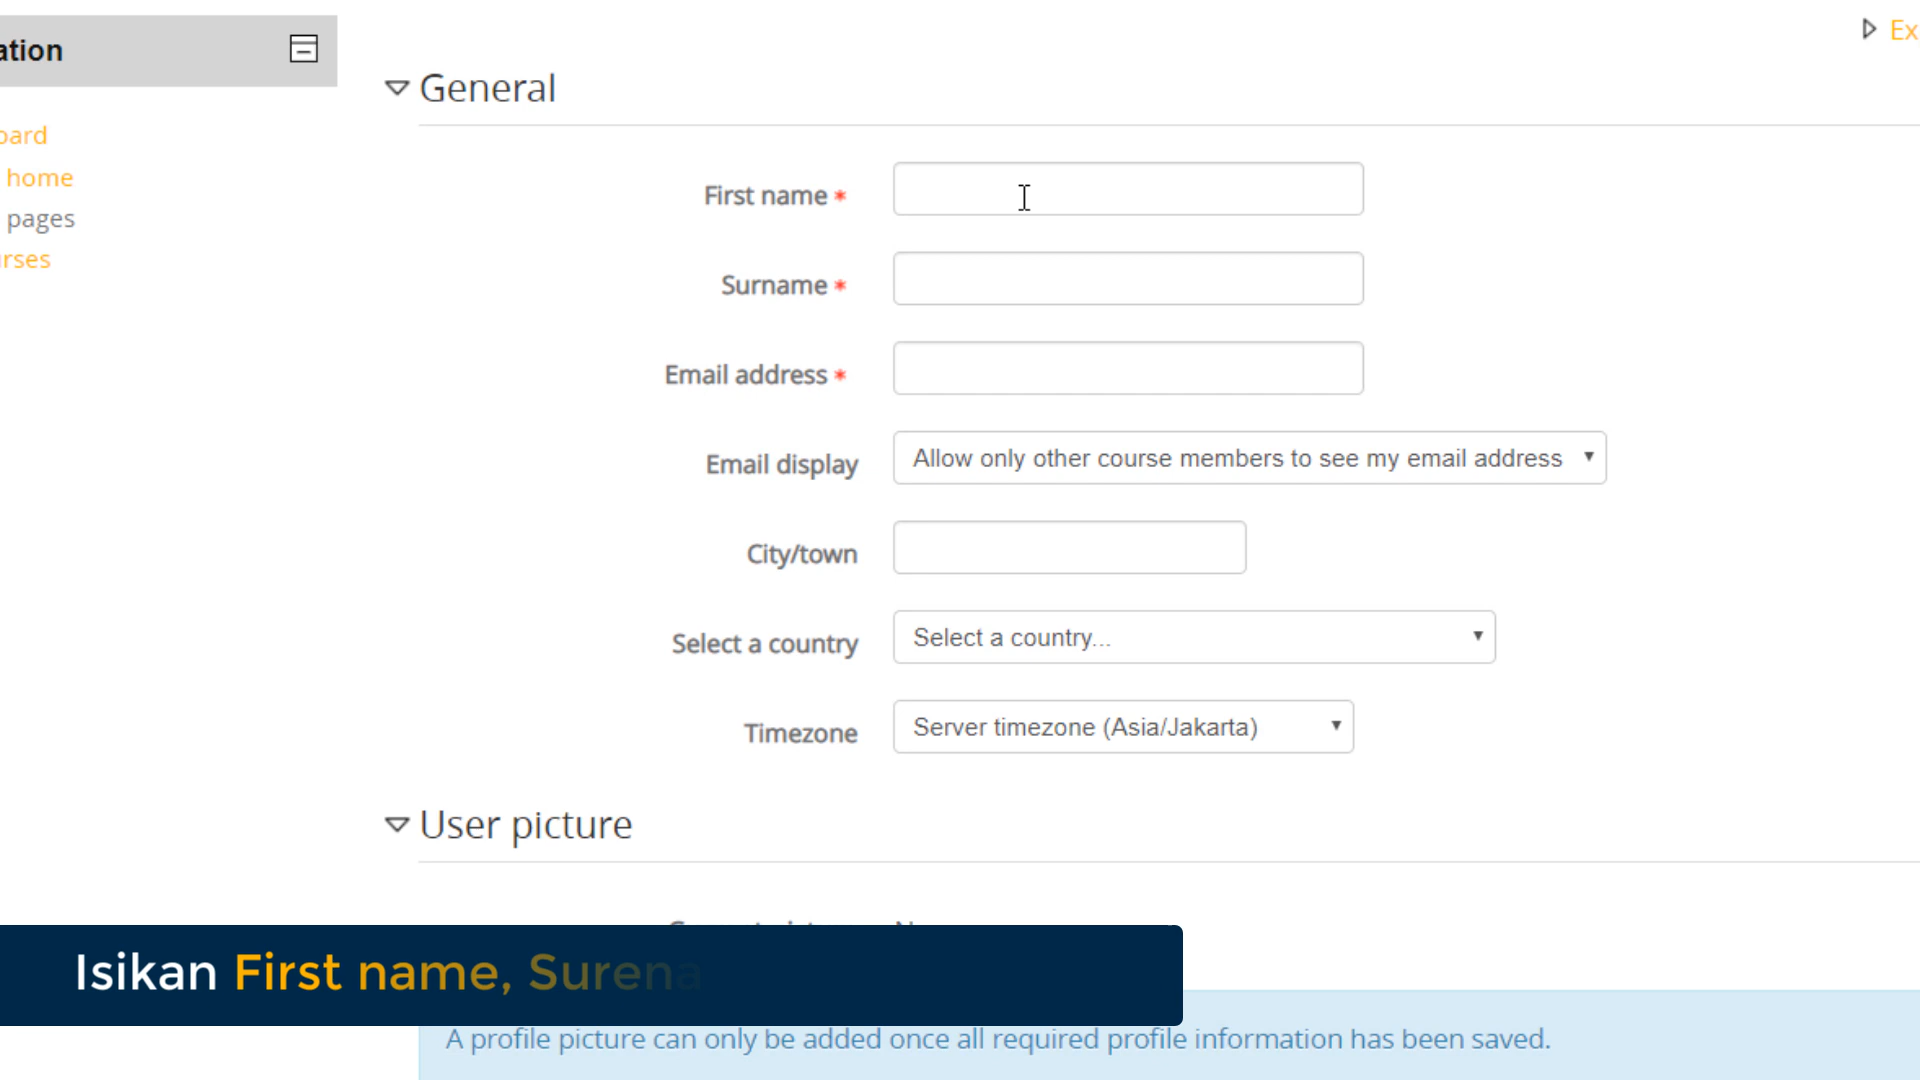 ation
Ex
General
oard
home
pages
rses
First name *
Surname *
Email address *
Email display
Allow only other course members to see my email address
City/town
Select a country
Select a country...
Timezone
Server timezone (Asia/Jakarta)
User picture
Isikan First name, Surena
A profile picture can only be added once all required profile information has been saved.